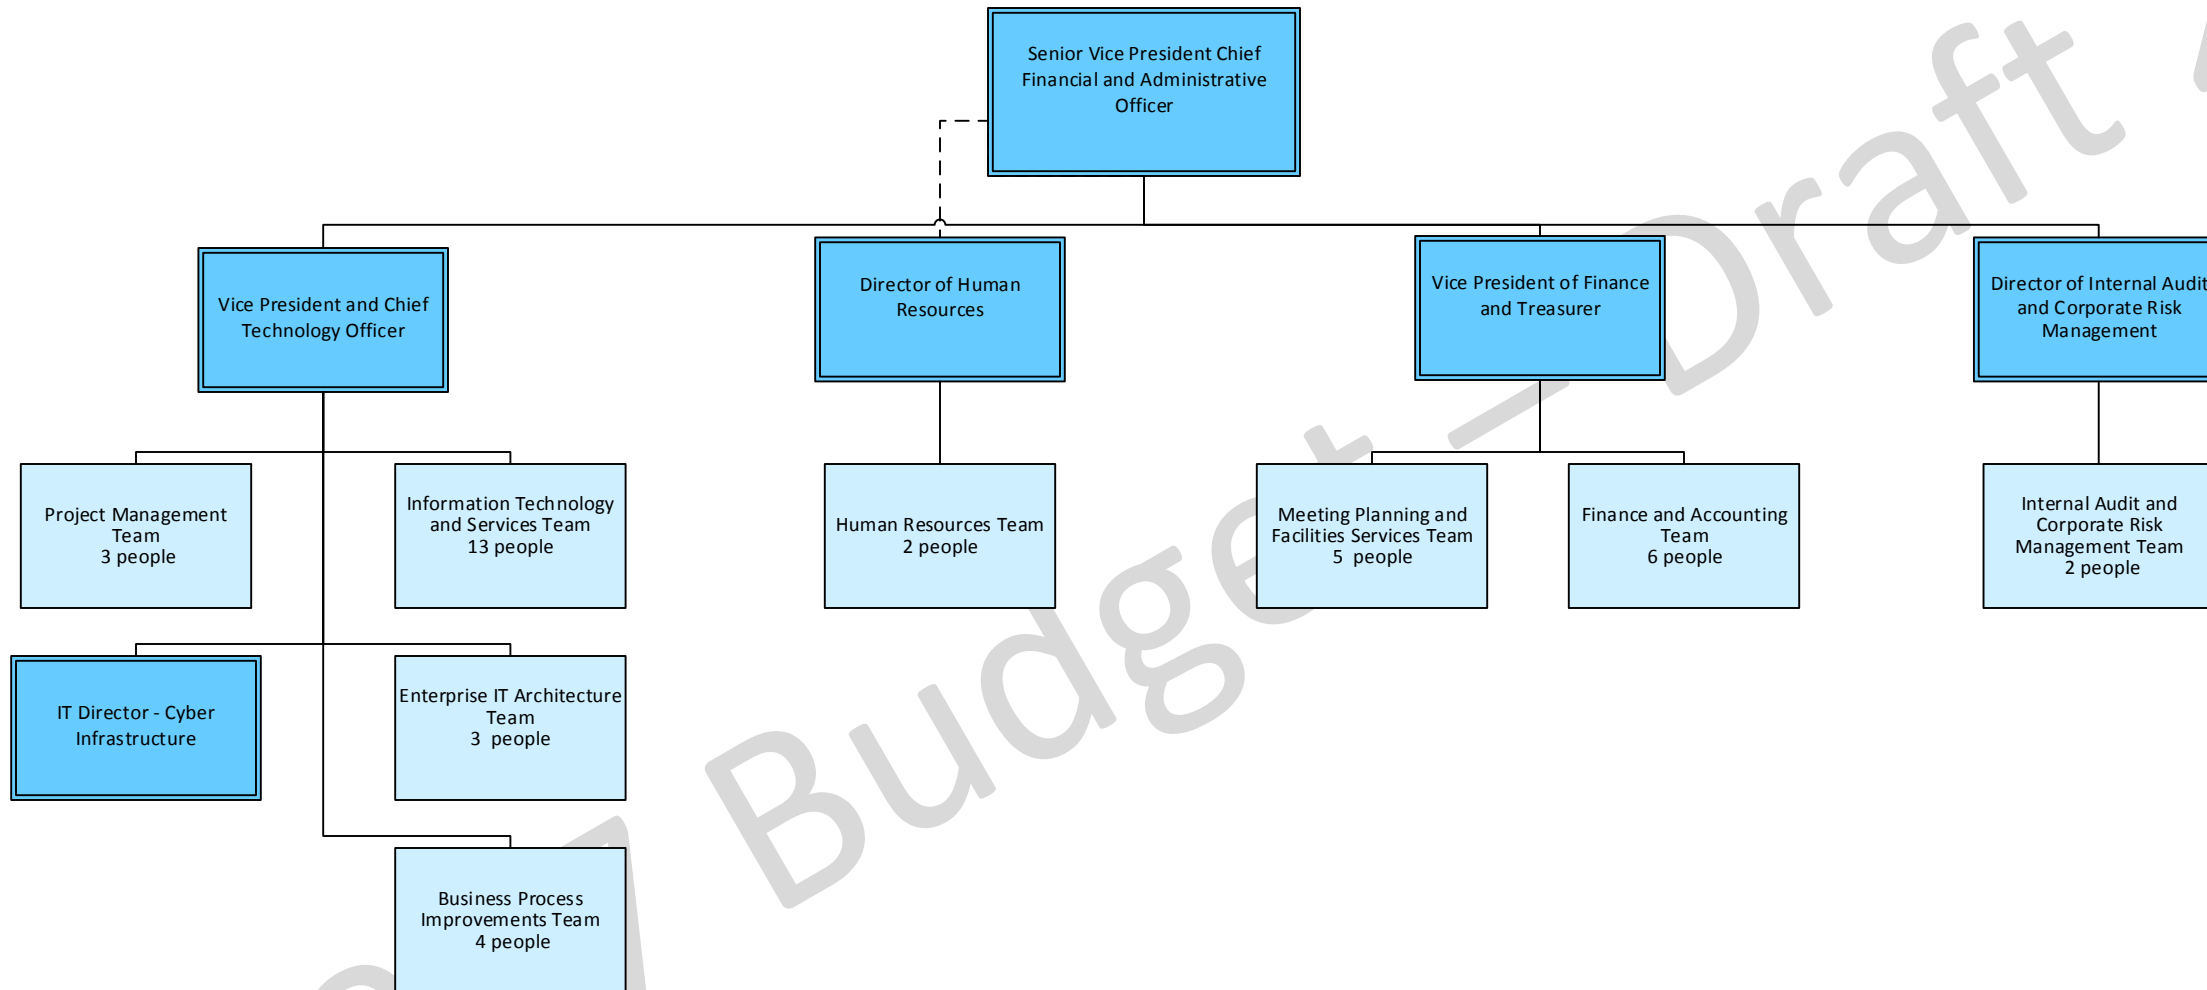 Senior Vice President Chief
Financial and Administrative
Officer
Vice President and Chief
Technology Officer
Director of Human
Resources
Vice President of Finance
and Treasurer
Director of Internal Audit
and Corporate Risk
Management
Project Management
Team
3 people
Information Technology
and Services Team
13 people
Human Resources Team
2 people
Meeting Planning and
Facilities Services Team
5 people
Finance and Accounting
Team
6 people
Internal Audit and
Corporate Risk
Management Team
2 people
IT Director - Cyber
Infrastructure
Enterprise IT Architecture
Team
3 people
Business Process
Improvements Team
4 people
7 Budget – Draft